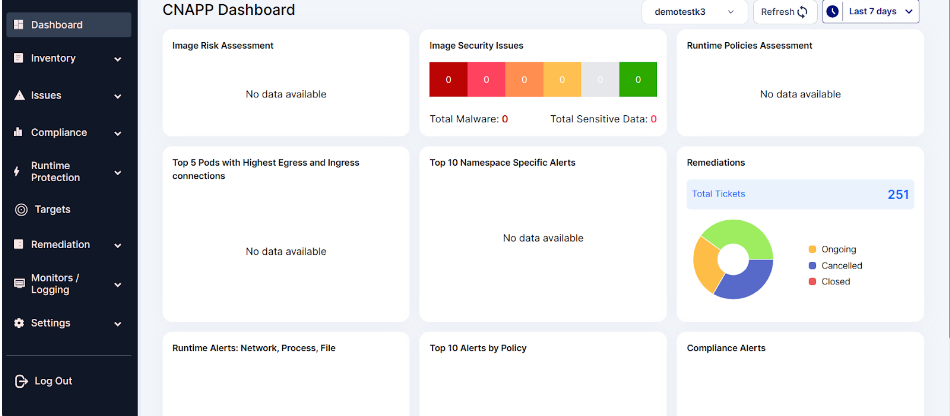 CNAPP Dashboard
demotestk3
Refresh
Last 7 days
Dashboard
Inventory
Issues
Compliance
Runtime
Protection
Targets
Remediation
Monitors /
Logging
Settings
Log Out
Image Risk Assessment
No data available
Image Security Issues
0 0 0 0 0 0
Total Malware: 0 Total Sensitive Data: 0
Runtime Policies Assessment
No data available
Top 5 Pods with Highest Egress and Ingress
connections
No data available
Top 10 Namespace Specific Alerts
No data available
Remediations
Total Tickets 251
Ongoing
Cancelled
Closed
Runtime Alerts: Network, Process, File
Top 10 Alerts by Policy
Compliance Alerts